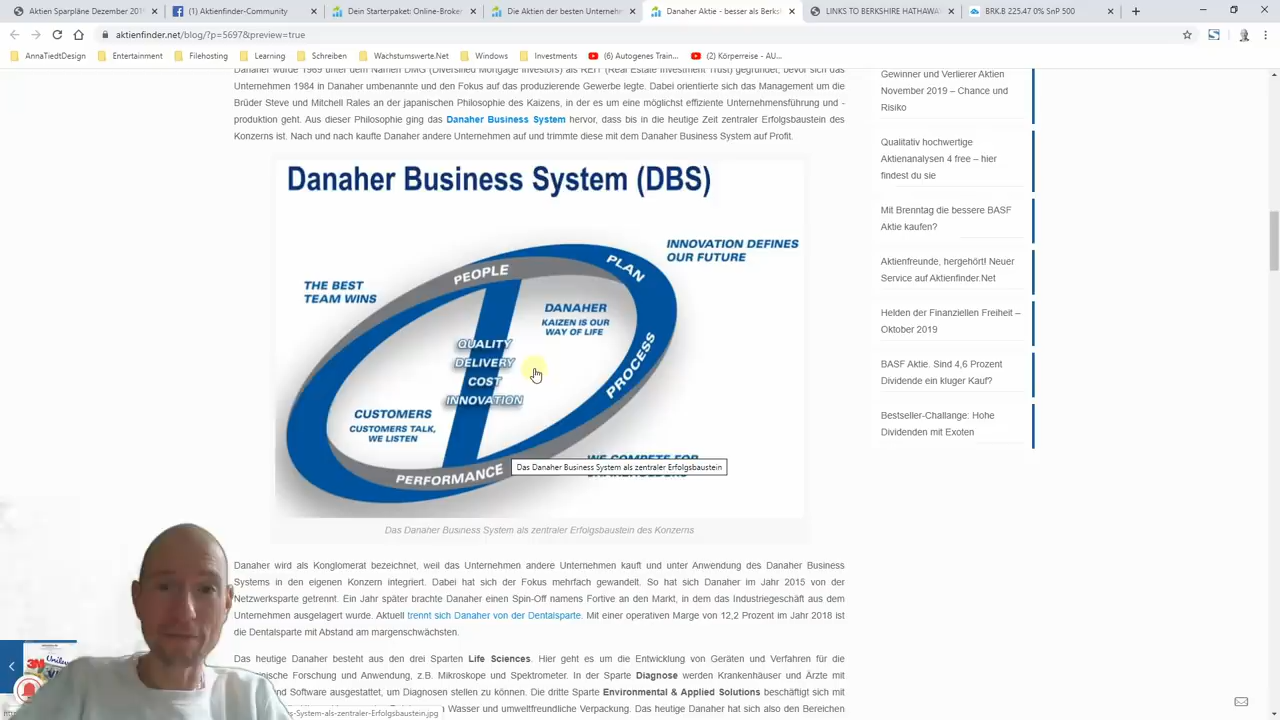 Aktien Sparpläne Dezember 201
(1) Aktienfinder-Community
Dein Starterpaket: Online-Broker
Die Aktien der besten Unternehm
Danaher Aktie - besser als Berksh
LINKS TO BERKSHIRE HATHAWAY
BRK.B 225,47 0% SnP 500
aktienfinder.net/blog/?p=5697&preview=true
AnnaTiedtDesign
Entertainment
Filehosting
Learning
Schreiben
Wachstumswerte.Net
Windows
Investments
(6) Autogenes Train...
(2) Körperreise - AU...
Danaher wurde 1969 unter dem Namen DMG (Diversified Mortgage Investors) als REIT (Real Estate Investment Trust) gegründet, bevor sich das
Unternehmen 1984 in Danaher umbenannte und den Fokus auf das produzierende Gewerbe legte. Dabei orientierte sich das Management um die
Brüder Steve und Mitchell Rales an der japanischen Philosophie des Kaizens, in der es um eine möglichst effiziente Unternehmensführung und -
produktion geht. Aus dieser Philosophie ging das Danaher Business System hervor, dass bis in die heutige Zeit zentraler Erfolgsbaustein des
Konzerns ist. Nach und nach kaufte Danaher andere Unternehmen auf und trimmte diese mit dem Danaher Business System auf Profit.
Danaher Business System (DBS)
INNOVATION DEFINES
OUR FUTURE
PEOPLE
PLAN
THE BEST
TEAM WINS
DANAHER
KAIZEN IS OUR
WAY OF LIFE
QUALITY
DELIVERY
COST
INNOVATION
PROCESS
CUSTOMERS
CUSTOMERS TALK,
WE LISTEN
PERFORMANCE
WE COMPETE FOR
SHAREHOLDERS
Das Danaher Business System als zentraler Erfolgsbaustein
Das Danaher Business System als zentraler Erfolgsbaustein des Konzerns
Danaher wird als Konglomerat bezeichnet, weil das Unternehmen andere Unternehmen kauft und unter Anwendung des Danaher Business
Systems in den eigenen Konzern integriert. Dabei hat sich der Fokus mehrfach gewandelt. So hat sich Danaher im Jahr 2015 von der
Netzwerksparte getrennt. Ein Jahr später brachte Danaher einen Spin-Off namens Fortive an den Markt, in dem das Industriegeschäft aus dem
Unternehmen ausgelagert wurde. Aktuell trennt sich Danaher von der Dentalsparte. Mit einer operativen Marge von 12,2 Prozent im Jahr 2018 ist
die Dentalsparte mit Abstand am margenschwächsten.
Das heutige Danaher besteht aus den drei Sparten Life Sciences. Hier geht es um die Entwicklung von Geräten und Verfahren für die
inische Forschung und Anwendung, z.B. Mikroskope und Spektrometer. In der Sparte Diagnose werden Krankenhäuser und Ärzte mit
nd Software ausgestattet, um Diagnosen stellen zu können. Die dritte Sparte Environmental & Applied Solutions beschäftigt sich mit
n Wasser und umweltfreundliche Verpackung. Das heutige Danaher hat sich also den Bereichen
s-System-als-zentraler-Erfolgsbaustein.jpg
3M
Gewinner und Verlierer Aktien
November 2019 – Chance und
Risiko
Qualitativ hochwertige
Aktienanalysen 4 free – hier
findest du sie
Mit Brenntag die bessere BASF
Aktie kaufen?
Aktienfreunde, hergehört! Neuer
Service auf Aktienfinder.Net
Helden der Finanziellen Freiheit –
Oktober 2019
BASF Aktie. Sind 4,6 Prozent
Dividende ein kluger Kauf?
Bestseller-Challange: Hohe
Dividenden mit Exoten